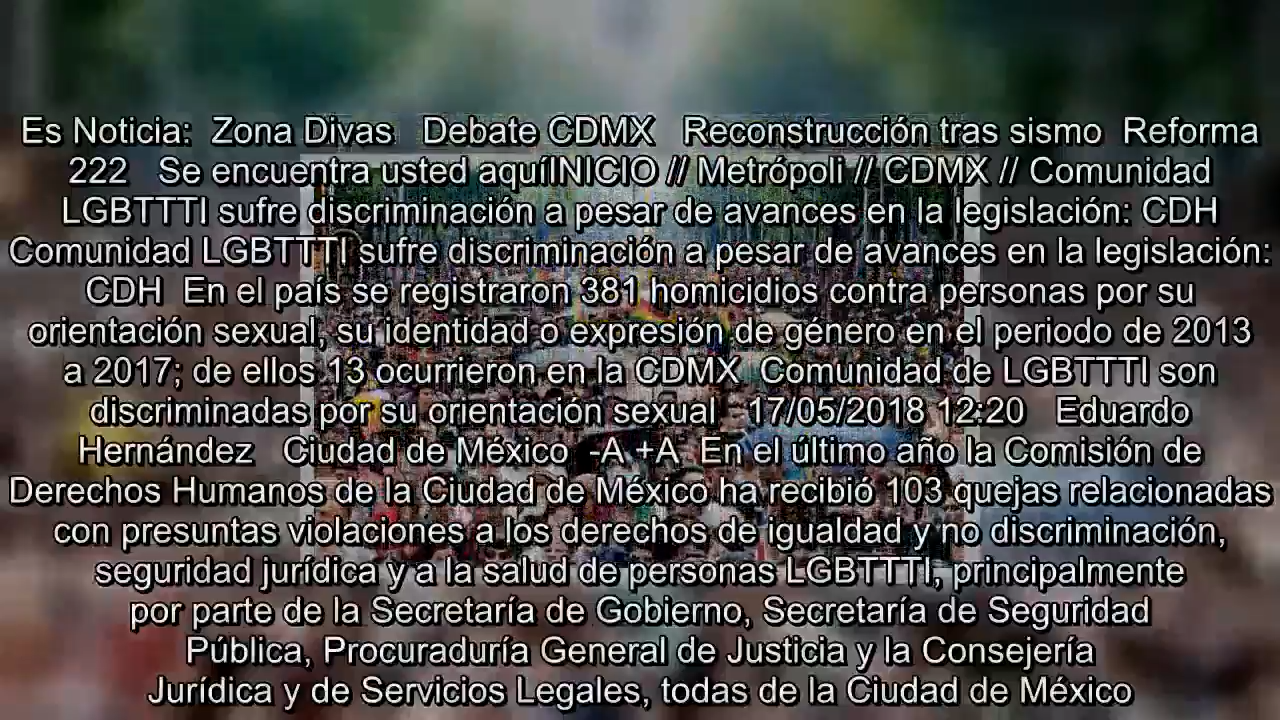 Es Noticia:  Zona Divas   Debate CDMX   Reconstrucción tras sismo  Reforma
222   Se encuentra usted aquíINICIO // Metrópoli // CDMX // Comunidad
LGBTTTI sufre discriminación a pesar de avances en la legislación: CDH
Comunidad LGBTTTI sufre discriminación a pesar de avances en la legislación:
CDH  En el país se registraron 381 homicidios contra personas por su
orientación sexual, su identidad o expresión de género en el periodo de 2013
a 2017; de ellos 13 ocurrieron en la CDMX  Comunidad de LGBTTTI son
discriminadas por su orientación sexual   17/05/2018 12:20   Eduardo
Hernández   Ciudad de México  -A +A  En el último año la Comisión de
Derechos Humanos de la Ciudad de México ha recibió 103 quejas relacionadas
con presuntas violaciones a los derechos de igualdad y no discriminación,
seguridad jurídica y a la salud de personas LGBTTTI, principalmente
por parte de la Secretaría de Gobierno, Secretaría de Seguridad
Pública, Procuraduría General de Justicia y la Consejería
Jurídica y de Servicios Legales, todas de la Ciudad de México